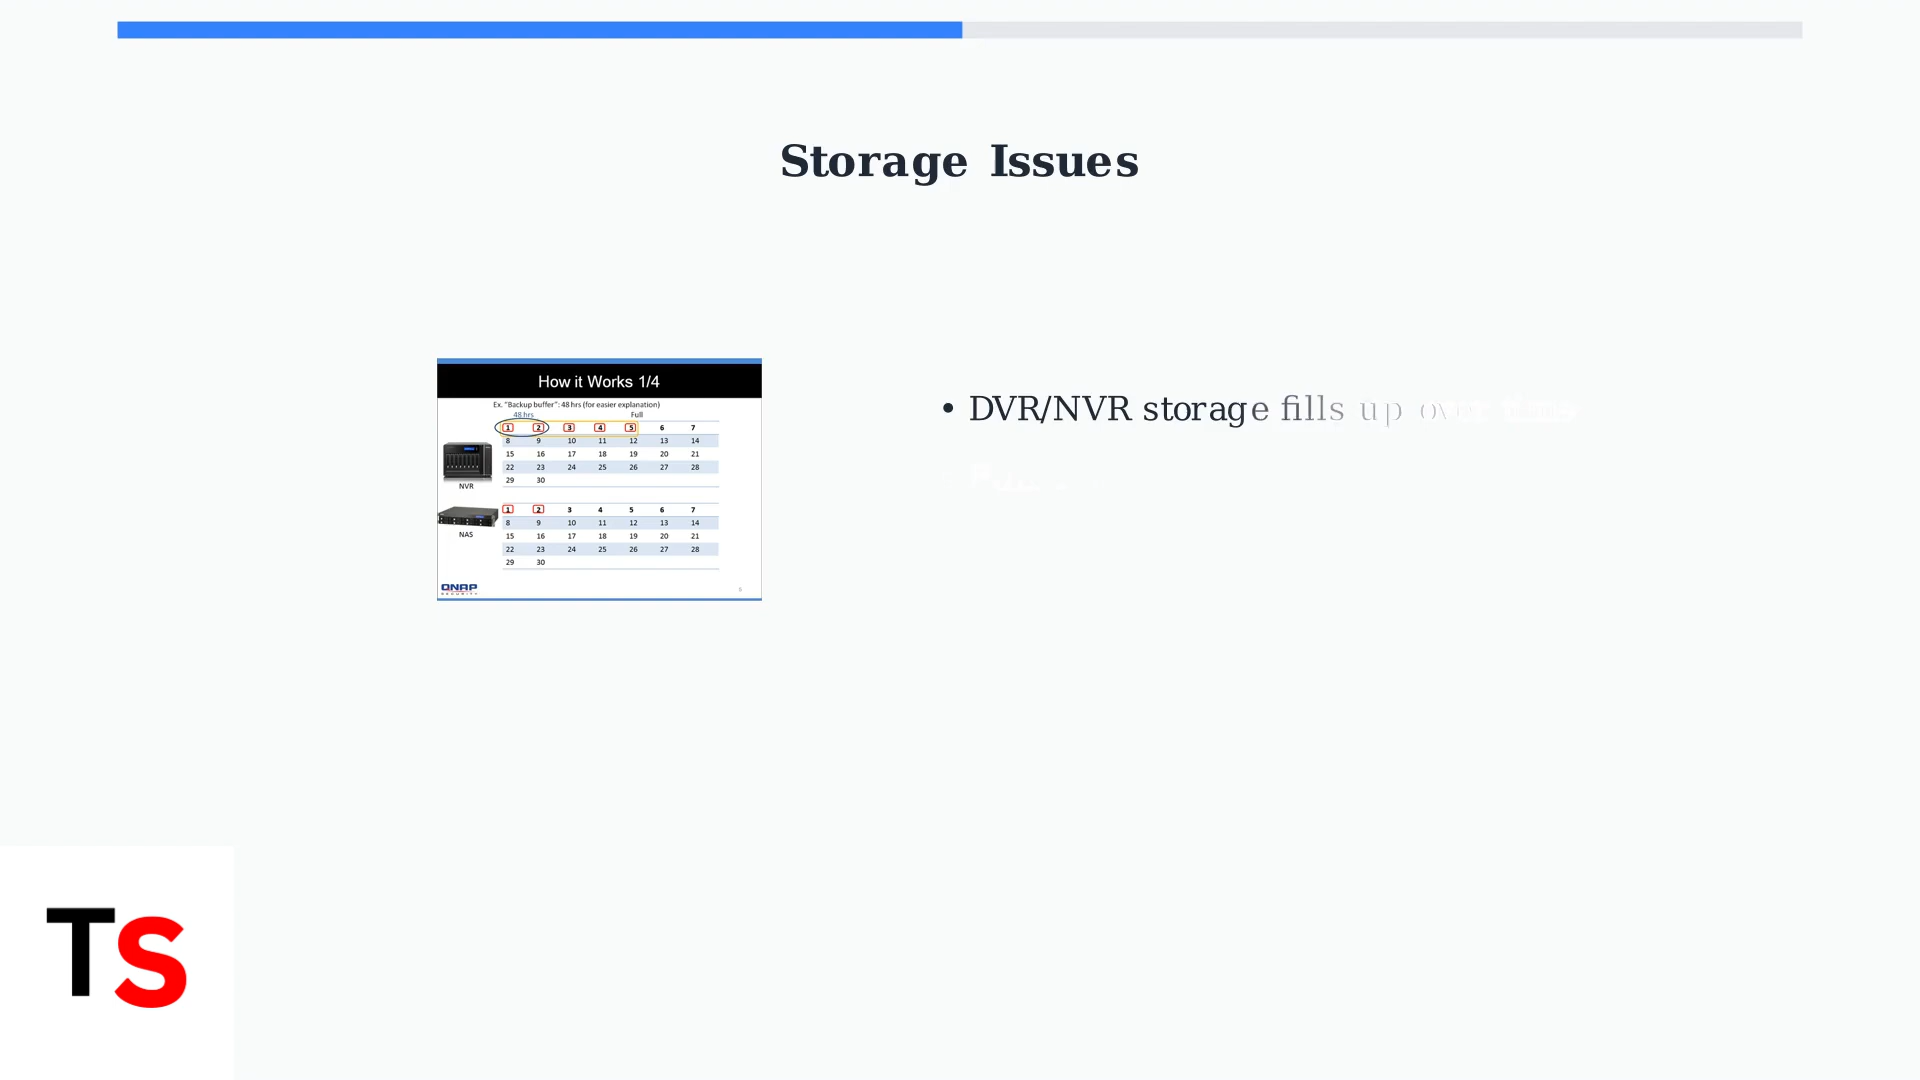 Storage Issues
How it Works 1/4
Ex. "Backup buffer": 48 hrs (for easier explanation)
48 hrs Full
1 2 3 4 5 6 7
8 9 10 11 12 13 14
15 16 17 18 19 20 21
22 23 24 25 26 27 28
29 30
NVR
1 2 3 4 5 6 7
8 9 10 11 12 13 14
15 16 17 18 19 20 21
22 23 24 25 26 27 28
29 30
NAS
QNAP
SECURITY
• DVR/NVR storage fills up over time
TS